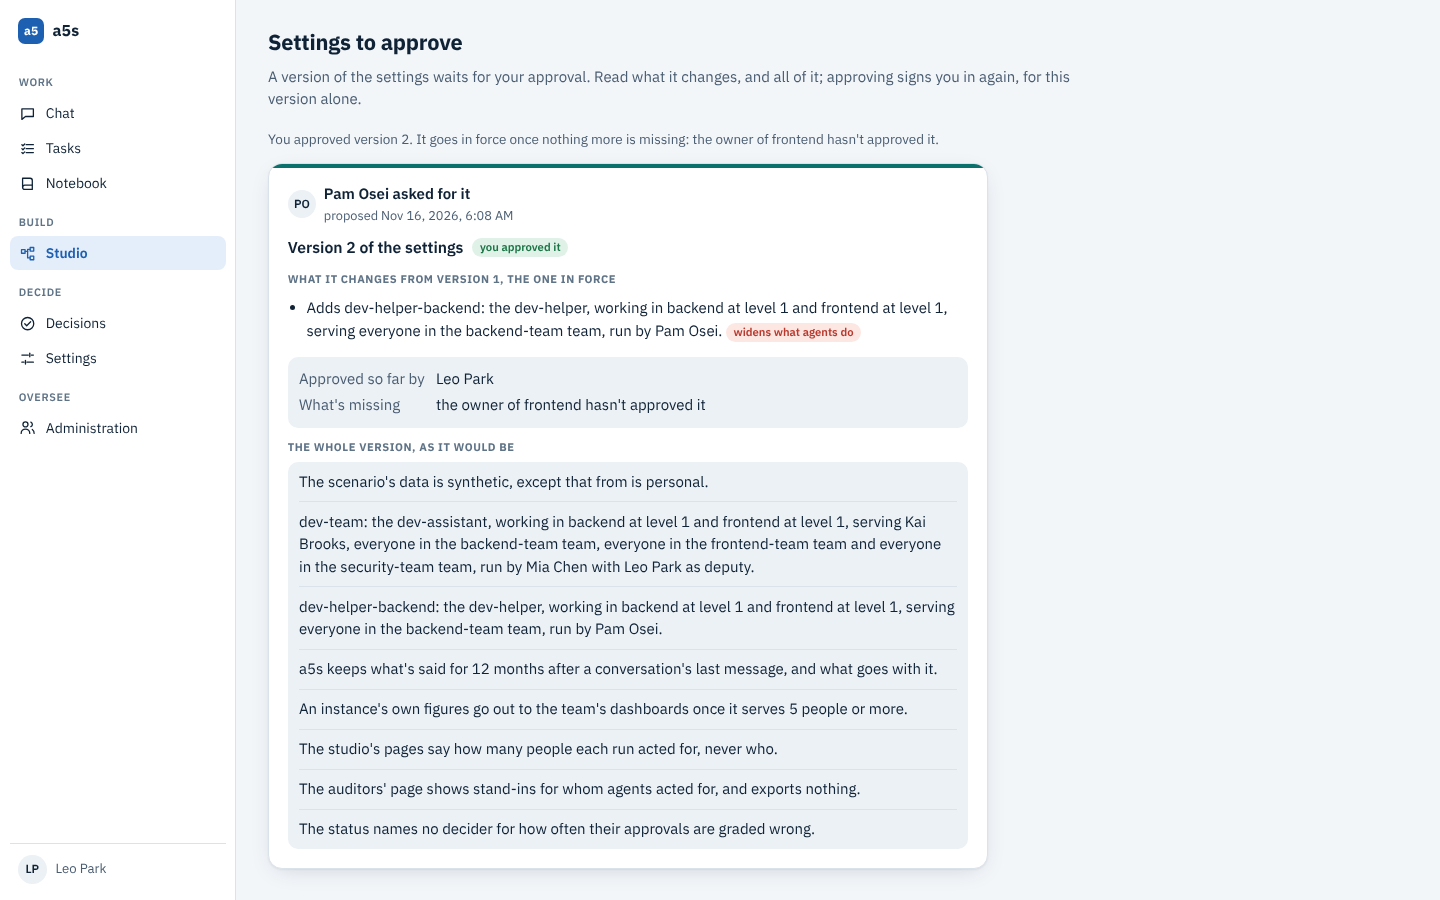 a5 a5s
WORK
Chat
Tasks
Notebook
BUILD
Studio
DECIDE
Decisions
Settings
OVERSEE
Administration
LP Leo Park
Settings to approve
A version of the settings waits for your approval. Read what it changes, and all of it; approving signs you in again, for this
version alone.
You approved version 2. It goes in force once nothing more is missing: the owner of frontend hasn't approved it.
PO Pam Osei asked for it
proposed Nov 16, 2026, 6:08 AM
Version 2 of the settings you approved it
WHAT IT CHANGES FROM VERSION 1, THE ONE IN FORCE
• Adds dev-helper-backend: the dev-helper, working in backend at level 1 and frontend at level 1,
serving everyone in the backend-team team, run by Pam Osei. widens what agents do
Approved so far by Leo Park
What's missing the owner of frontend hasn't approved it
THE WHOLE VERSION, AS IT WOULD BE
The scenario's data is synthetic, except that from is personal.
dev-team: the dev-assistant, working in backend at level 1 and frontend at level 1, serving Kai
Brooks, everyone in the backend-team team, everyone in the frontend-team team and everyone
in the security-team team, run by Mia Chen with Leo Park as deputy.
dev-helper-backend: the dev-helper, working in backend at level 1 and frontend at level 1, serving
everyone in the backend-team team, run by Pam Osei.
a5s keeps what's said for 12 months after a conversation's last message, and what goes with it.
An instance's own figures go out to the team's dashboards once it serves 5 people or more.
The studio's pages say how many people each run acted for, never who.
The auditors' page shows stand-ins for whom agents acted for, and exports nothing.
The status names no decider for how often their approvals are graded wrong.